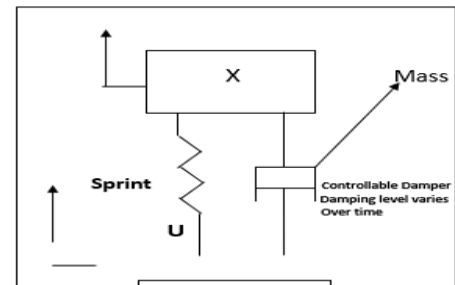 X
Mass
Sprint
Controllable Damper
Damping level varies
Over time
U